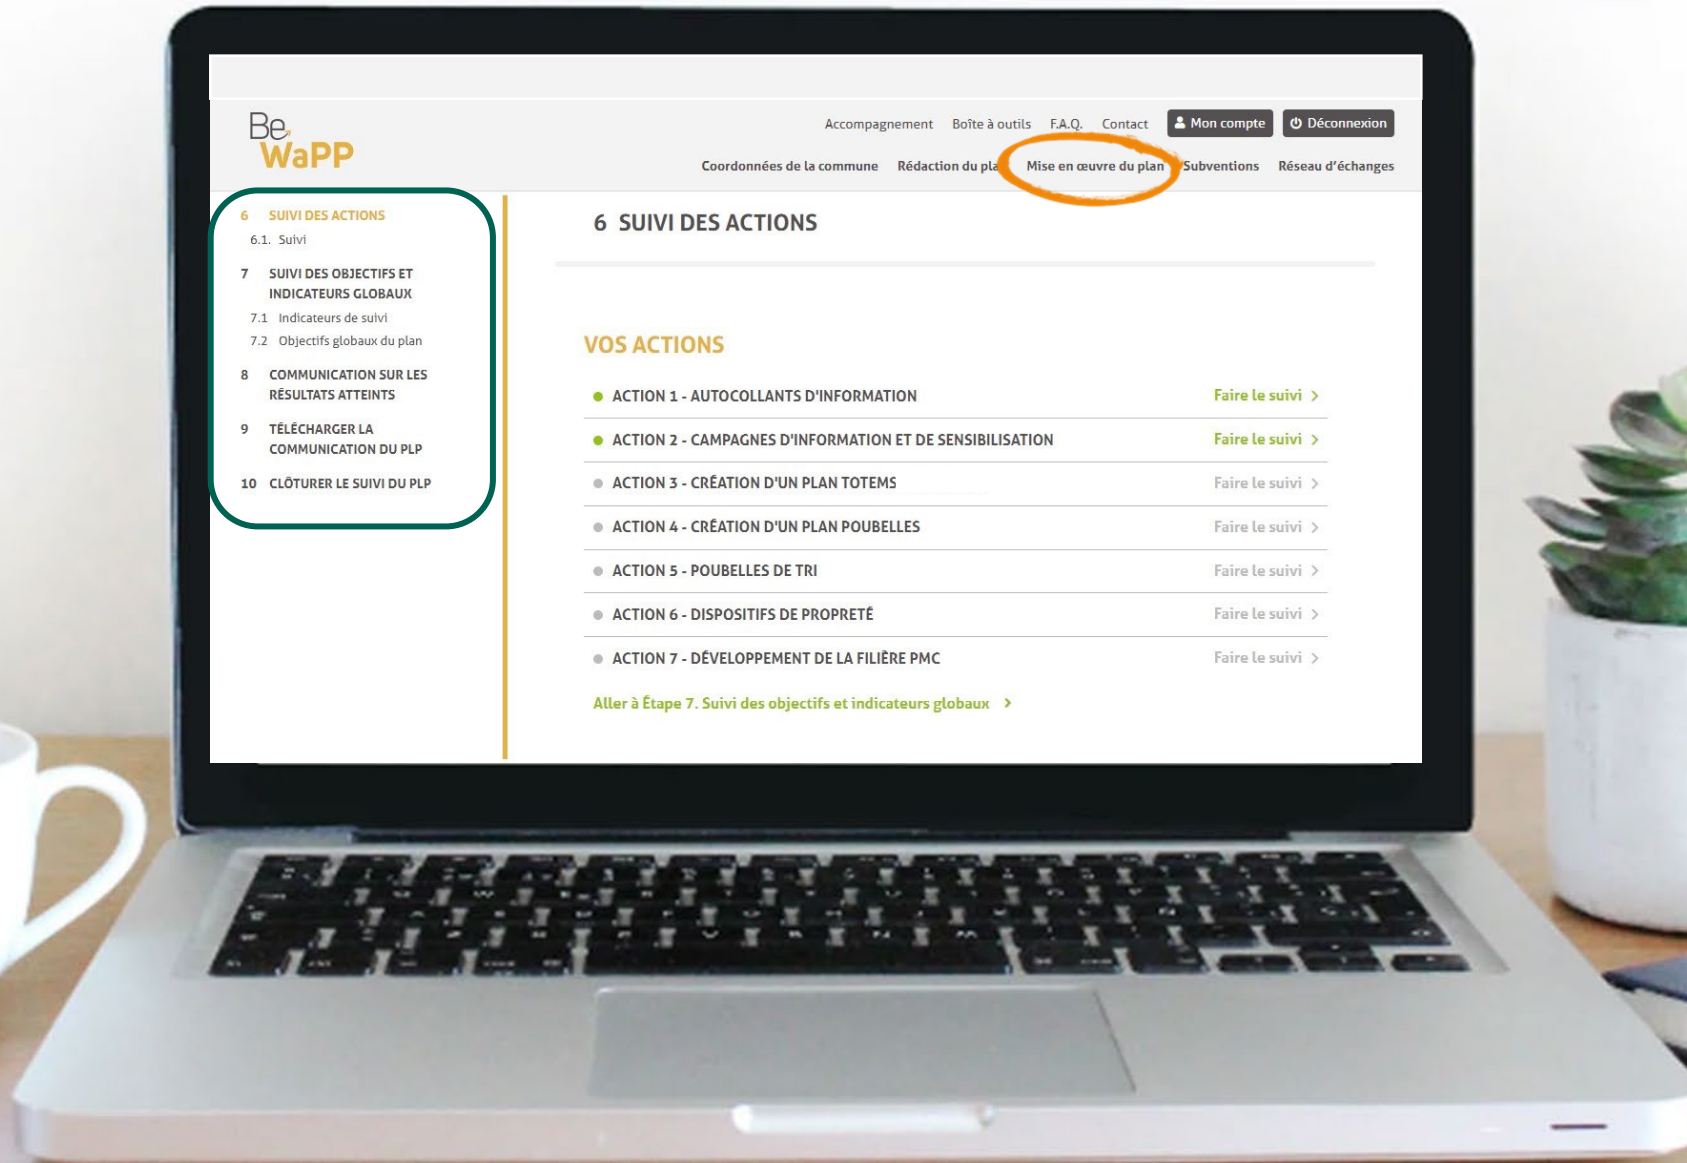 Be
WaPP
Accompagnement Boîte à outils F.A.Q. Contact Mon compte Déconnexion
Coordonnées de la commune Rédaction du pla Mise en œuvre du plan Subventions Réseau d'échanges
6 SUIVI DES ACTIONS
6.1. Suivi
7 SUIVI DES OBJECTIFS ET
INDICATEURS GLOBAUX
7.1 Indicateurs de suivi
7.2 Objectifs globaux du plan
8 COMMUNICATION SUR LES
RÉSULTATS ATTEINTS
9 TÉLÉCHARGER LA
COMMUNICATION DU PLP
10 CLÔTURER LE SUIVI DU PLP
6 SUIVI DES ACTIONS
VOS ACTIONS
ACTION 1 - AUTOCOLLANTS D'INFORMATION Faire le suivi >
ACTION 2 - CAMPAGNES D'INFORMATION ET DE SENSIBILISATION Faire le suivi >
ACTION 3 - CRÉATION D'UN PLAN TOTEMS Faire le suivi >
ACTION 4 - CRÉATION D'UN PLAN POUBELLES Faire le suivi >
ACTION 5 - POUBELLES DE TRI Faire le suivi >
ACTION 6 - DISPOSITIFS DE PROPRETÉ Faire le suivi >
ACTION 7 - DÉVELOPPEMENT DE LA FILIÈRE PMC Faire le suivi >
Aller à Étape 7. Suivi des objectifs et indicateurs globaux >